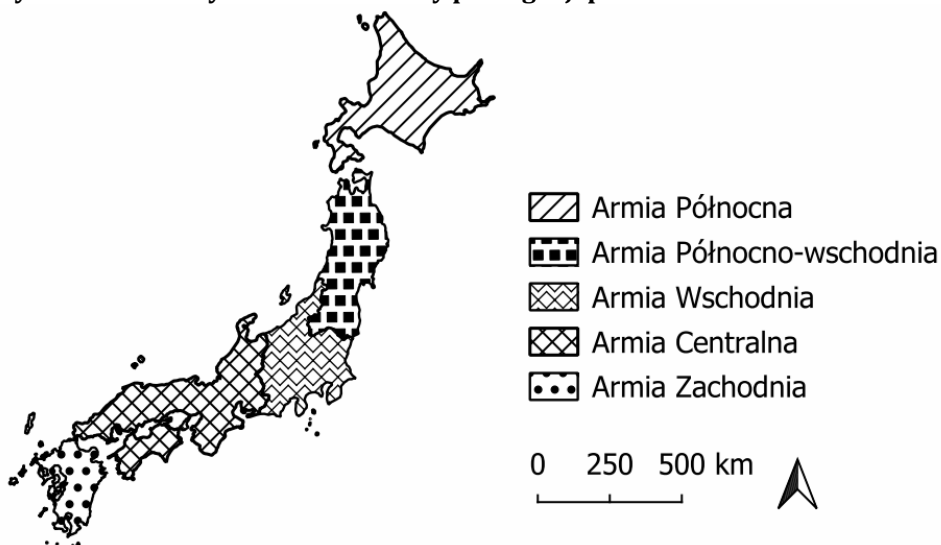 Armia Północna
Armia Północno-wschodnia
Armia Wschodnia
Armia Centralna
Armia Zachodnia
0 250 500 km